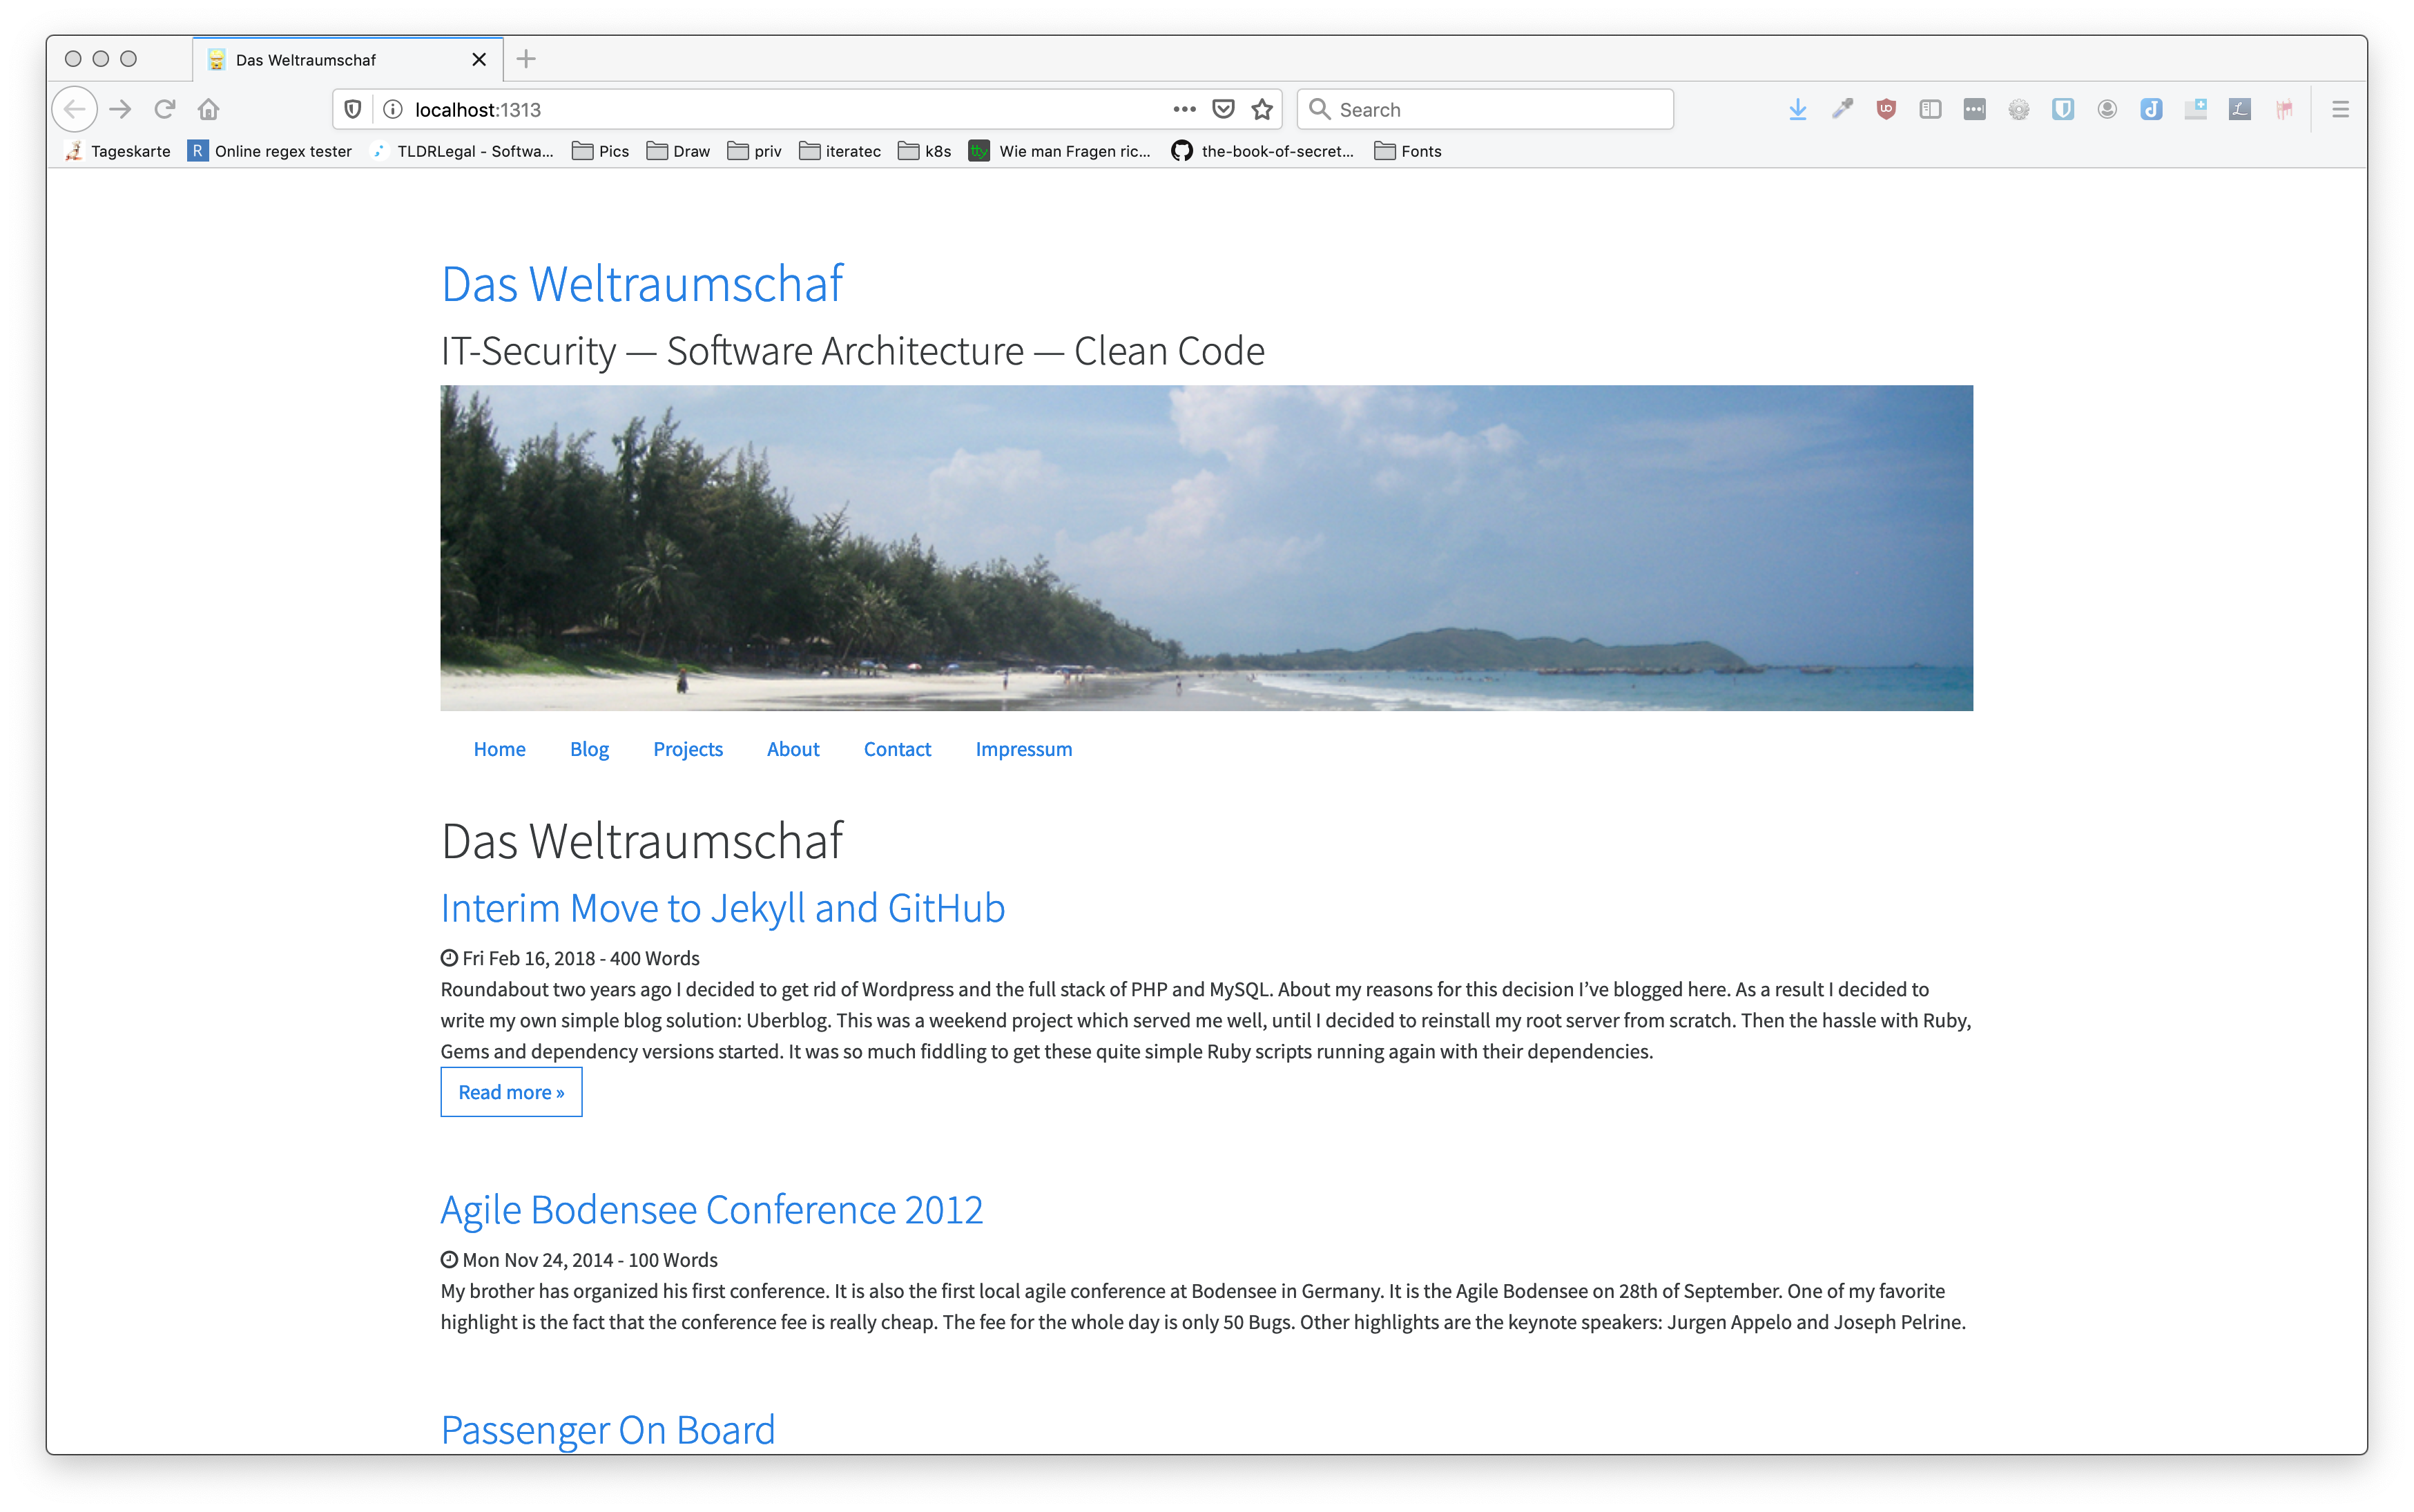 Das Weltraumschaf
localhost:1313
Search
Tageskarte
R Online regex tester
TLDRLegal - Softwa...
Pics
Draw
priv
iteratec
k8s
tty Wie man Fragen ric...
the-book-of-secret...
Fonts
Das Weltraumschaf
IT-Security — Software Architecture — Clean Code
Home Blog Projects About Contact Impressum
Das Weltraumschaf
Interim Move to Jekyll and GitHub
Fri Feb 16, 2018 - 400 Words
Roundabout two years ago I decided to get rid of Wordpress and the full stack of PHP and MySQL. About my reasons for this decision I’ve blogged here. As a result I decided to
write my own simple blog solution: Uberblog. This was a weekend project which served me well, until I decided to reinstall my root server from scratch. Then the hassle with Ruby,
Gems and dependency versions started. It was so much fiddling to get these quite simple Ruby scripts running again with their dependencies.
Read more »
Agile Bodensee Conference 2012
Mon Nov 24, 2014 - 100 Words
My brother has organized his first conference. It is also the first local agile conference at Bodensee in Germany. It is the Agile Bodensee on 28th of September. One of my favorite
highlight is the fact that the conference fee is really cheap. The fee for the whole day is only 50 Bugs. Other highlights are the keynote speakers: Jurgen Appelo and Joseph Pelrine.
Passenger On Board